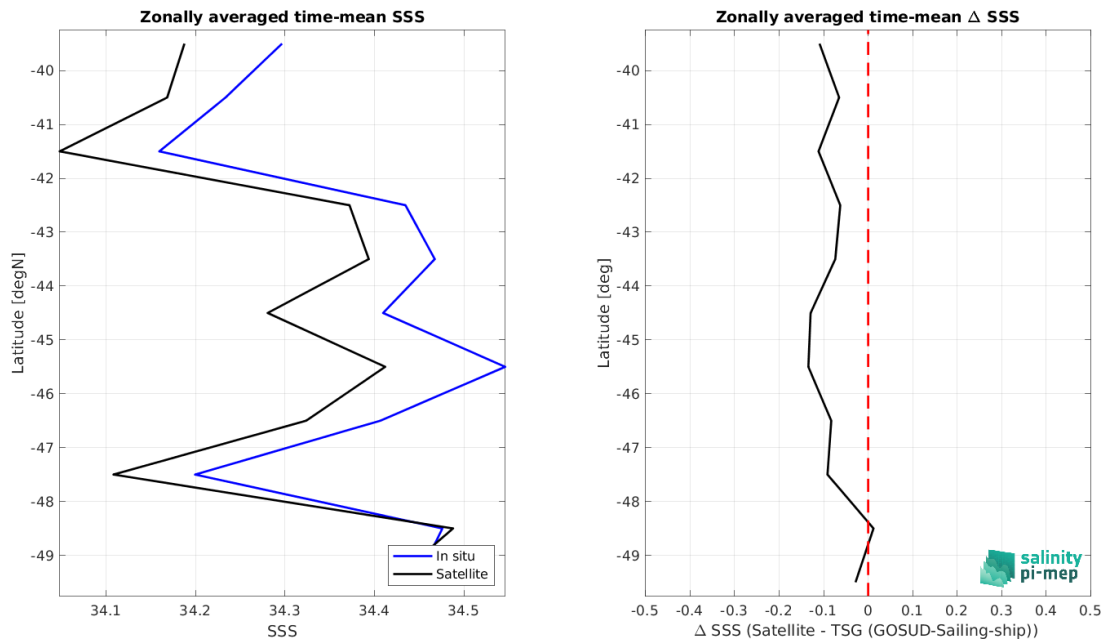 Zonally averaged time-mean SSS
Latitude [degN]
-40
-41
-42
-43
-44
-45
-46
-47
-48
-49
34.1 34.2 34.3 34.4 34.5
SSS
In situ
Satellite
Zonally averaged time-mean Δ SSS
Latitude [deg]
-40
-41
-42
-43
-44
-45
-46
-47
-48
-49
-0.5 -0.4 -0.3 -0.2 -0.1 0 0.1 0.2 0.3 0.4 0.5
Δ SSS (Satellite - TSG (GOSUD-Sailing-ship))
salinity
pi-mep